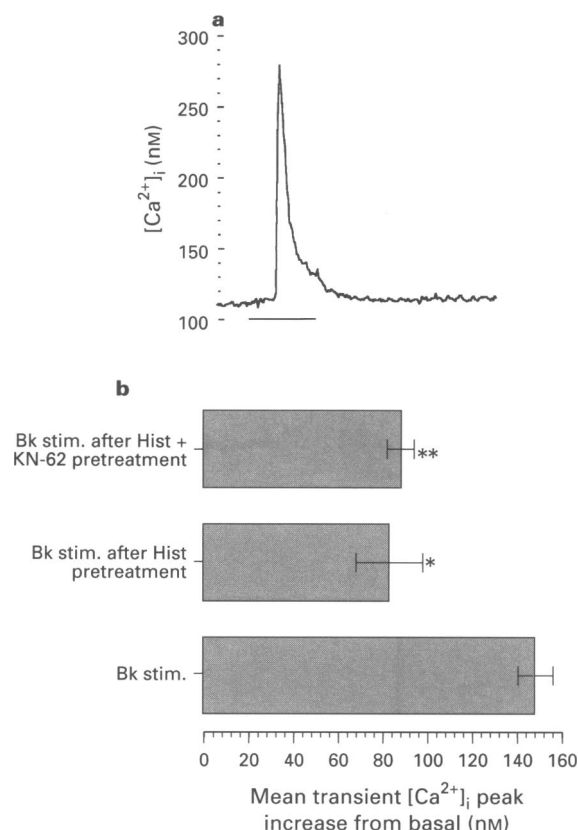 a
300
250
200
150
100
[Ca²⁺]ᵢ (nM)
b
Bk stim. after Hist +
KN-62 pretreatment
**
Bk stim. after Hist
pretreatment
*
Bk stim.
0 20 40 60 80 100 120 140 160
Mean transient [Ca²⁺]ᵢ peak
increase from basal (nM)